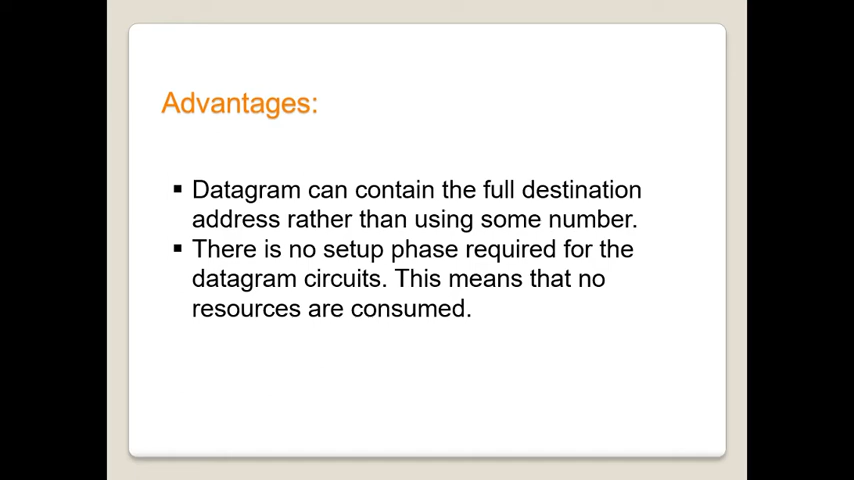 Advantages:
▪ Datagram can contain the full destination
address rather than using some number.
▪ There is no setup phase required for the
datagram circuits. This means that no
resources are consumed.